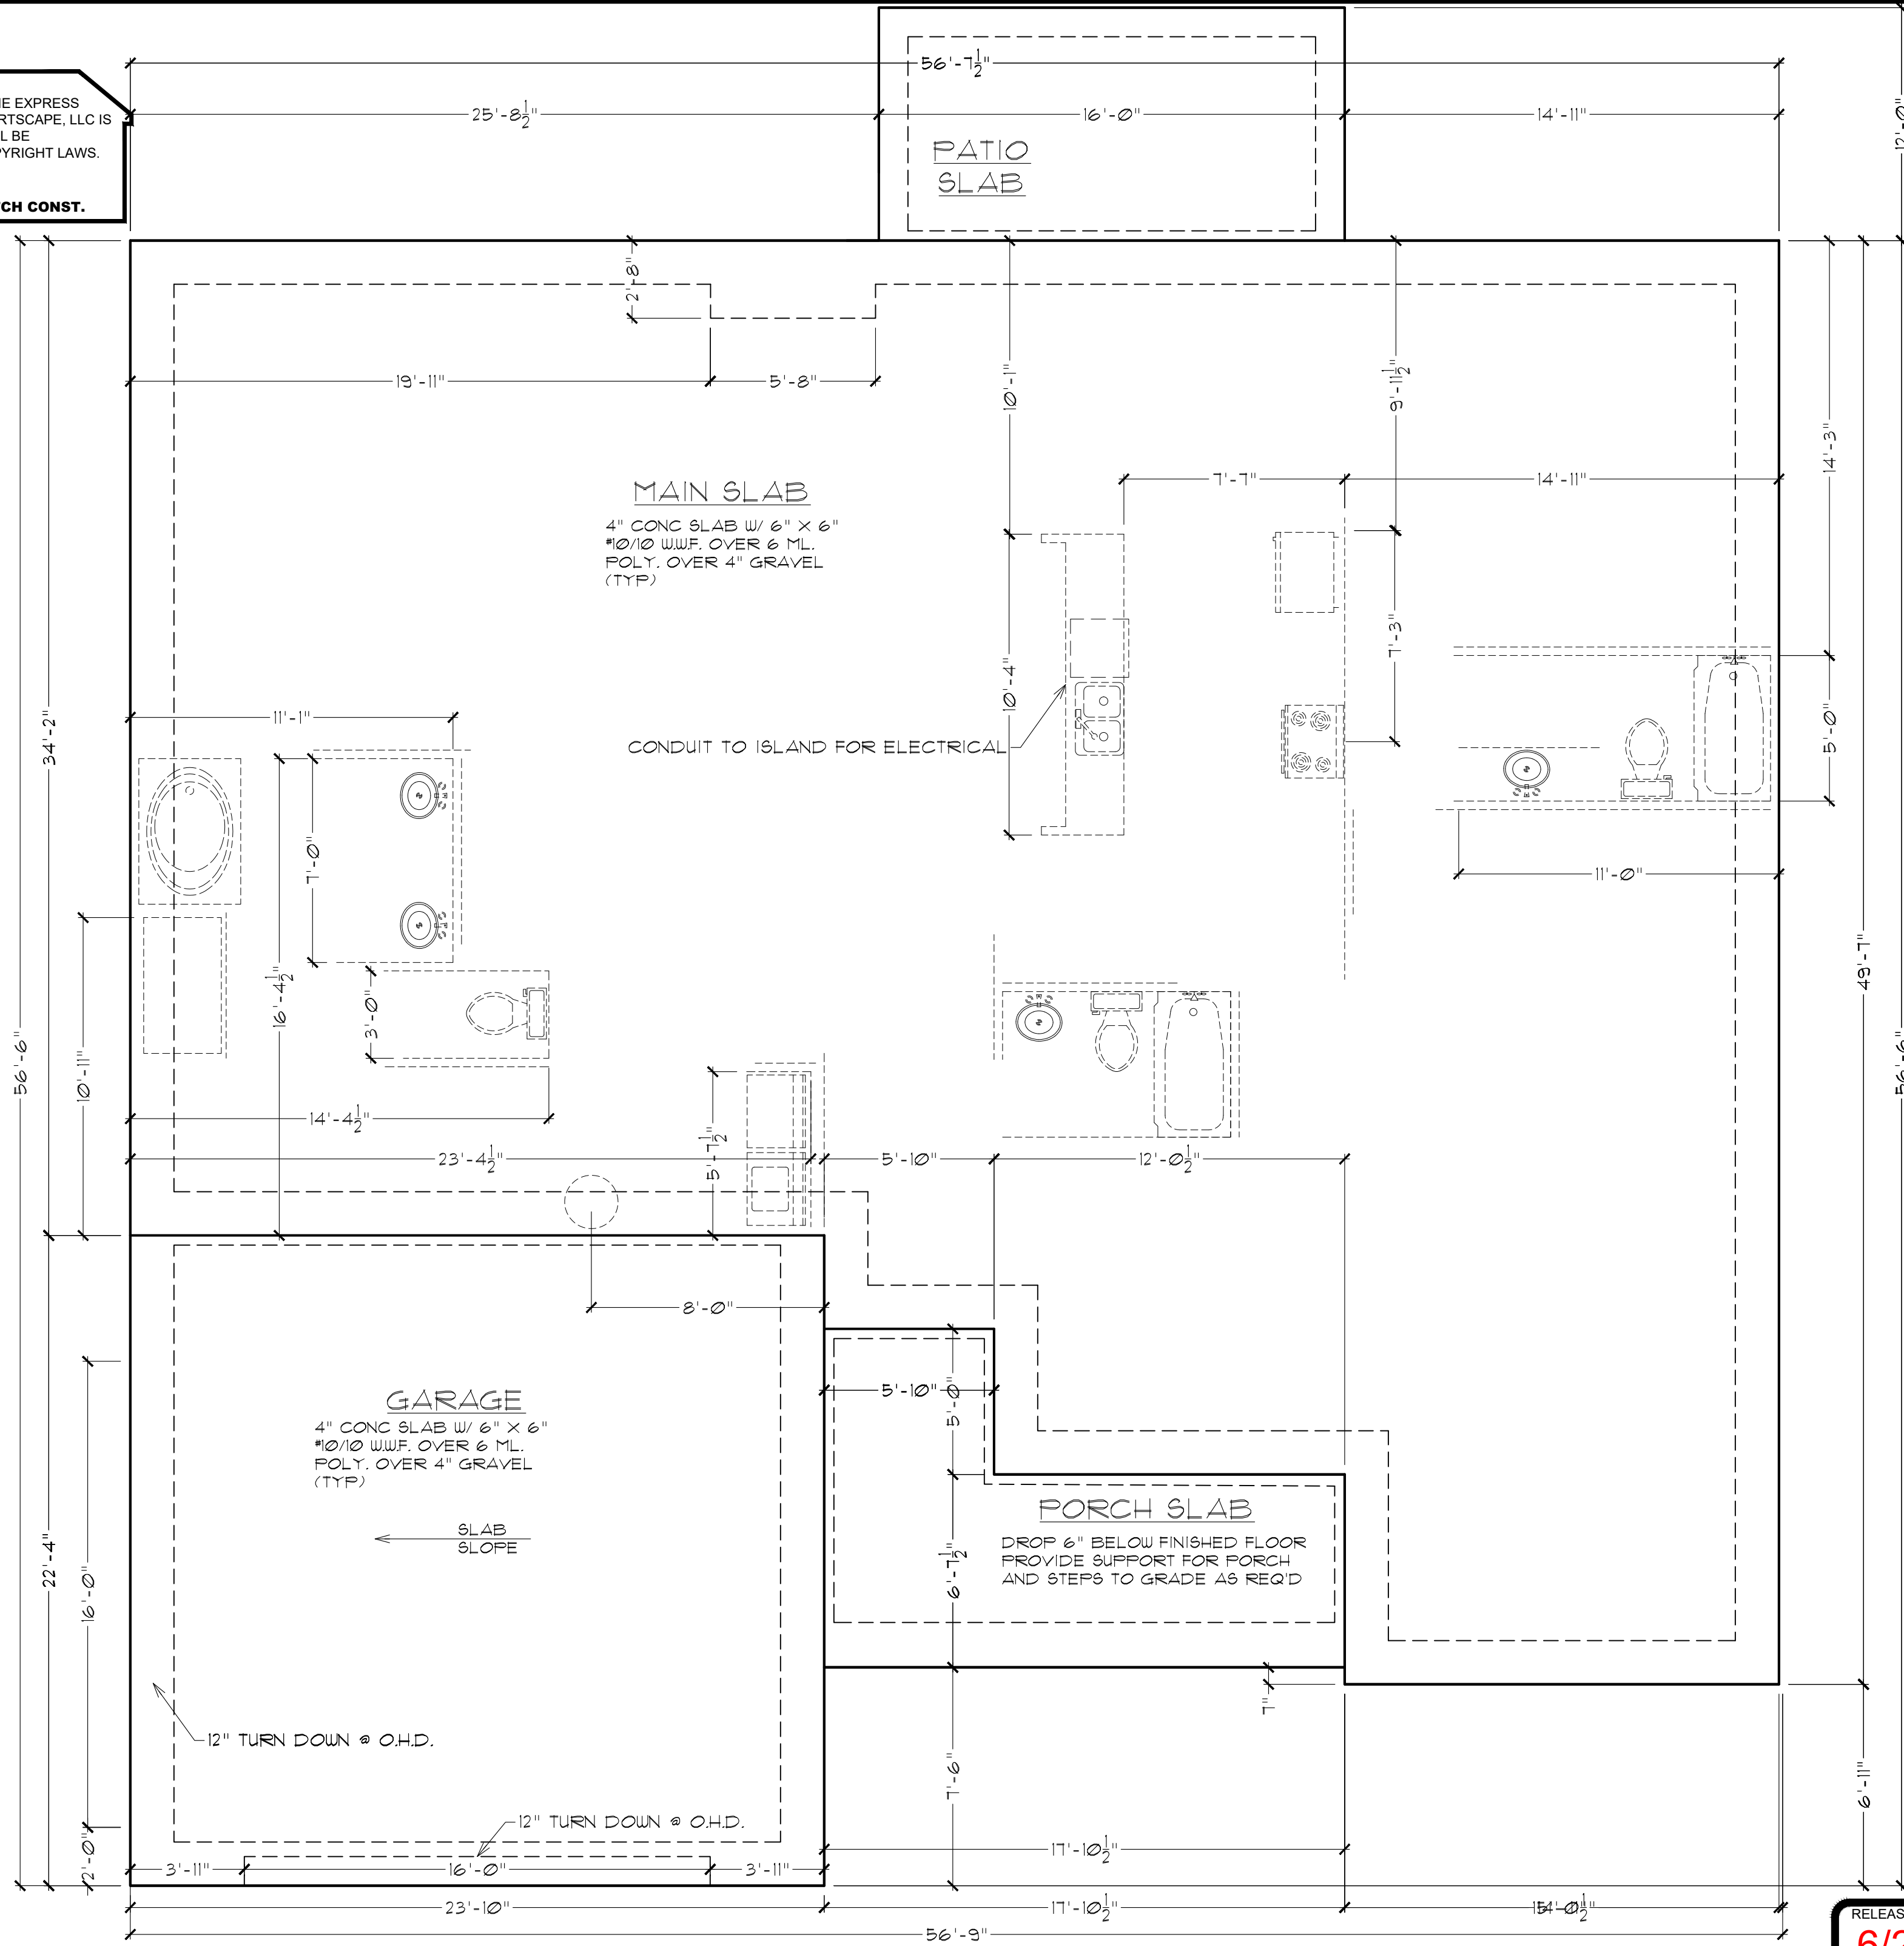 56'-7½"
25'-8½"
16'-0"
14'-11"
12'-0"
RTSCAPE, LLC IS
L BE
PYRIGHT LAWS.
CONST.
PATIO
SLAB
2'-8"
19'-11"
5'-8"
10'-1"
9'-11½"
14'-3"
MAIN SLAB
4" CONC SLAB W/ 6" X 6"
#10/10 W.W.F. OVER 6 ML.
POLY. OVER 4" GRAVEL
(TYP)
7'-7"
14'-11"
7'-3"
10'-4"
5'-0"
34'-2"
11'-1"
CONDUIT TO ISLAND FOR ELECTRICAL
7'-0"
11'-0"
49'-7"
16'-4½"
3'-0"
56'-6"
10'-11"
56'-6"
14'-4½"
23'-4½"
5'-7½"
5'-10"
12'-0½"
8'-0"
GARAGE
4" CONC SLAB W/ 6" X 6"
#10/10 W.W.F. OVER 6 ML.
POLY. OVER 4" GRAVEL
(TYP)
5'-10"
5'-0"
SLAB
SLOPE
PORCH SLAB
DROP 6" BELOW FINISHED FLOOR
PROVIDE SUPPORT FOR PORCH
AND STEPS TO GRADE AS REQ'D
22'-4"
16'-0"
6'-7½"
7"
12" TURN DOWN @ O.H.D.
7'-6"
6'-11"
12" TURN DOWN @ O.H.D.
2'-0"
3'-11"
16'-0"
3'-11"
17'-10½"
23'-10"
17'-10½"
56'-9"
RELEAS
6/2